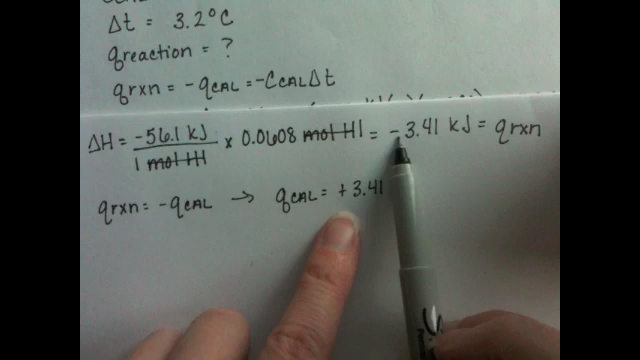 Δt = 3.2°C
qreaction = ?
qrxn = -qCAL = -CCALΔt
ΔH = -56.1 kJ / 1 mol HI x 0.0608 mol HI = -3.41 kJ = qrxn
qrxn = -qCAL → qCAL = +3.41